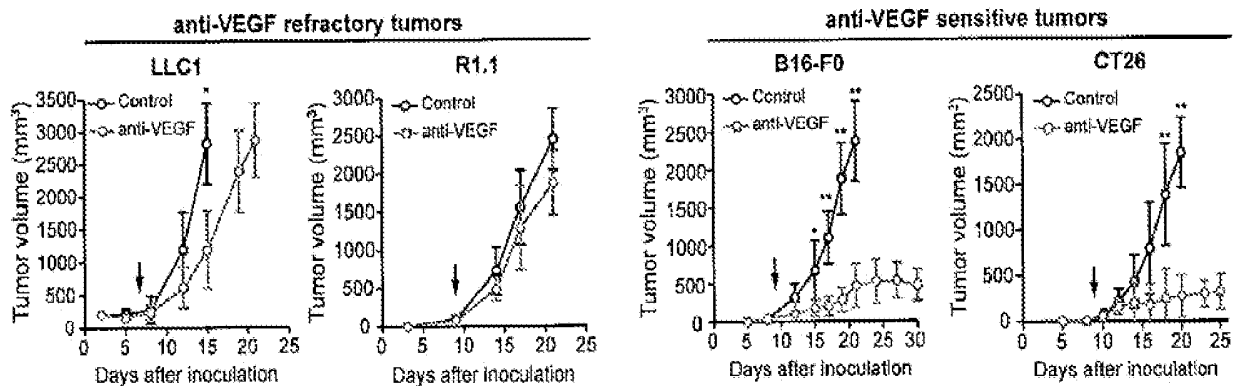 anti-VEGF refractory tumors
anti-VEGF sensitive tumors
LLC1
R1.1
B16-F0
CT26
Tumor volume (mm³)
3500
3000
2500
2000
1500
1000
500
0
Control
anti-VEGF
*
0 5 10 15 20 25
Days after inoculation
Tumor volume (mm³)
3000
2500
2000
1500
1000
500
0
Control
anti-VEGF
0 5 10 15 20 25
Days after inoculation
Tumor volume (mm³)
3000
2500
2000
1500
1000
500
0
Control
anti-VEGF
**
**
**
*
0 5 10 15 20 25 30
Days after inoculation
Tumor volume (mm³)
2500
2000
1500
1000
500
0
Control
anti-VEGF
**
**
0 5 10 15 20 25
Days after inoculation